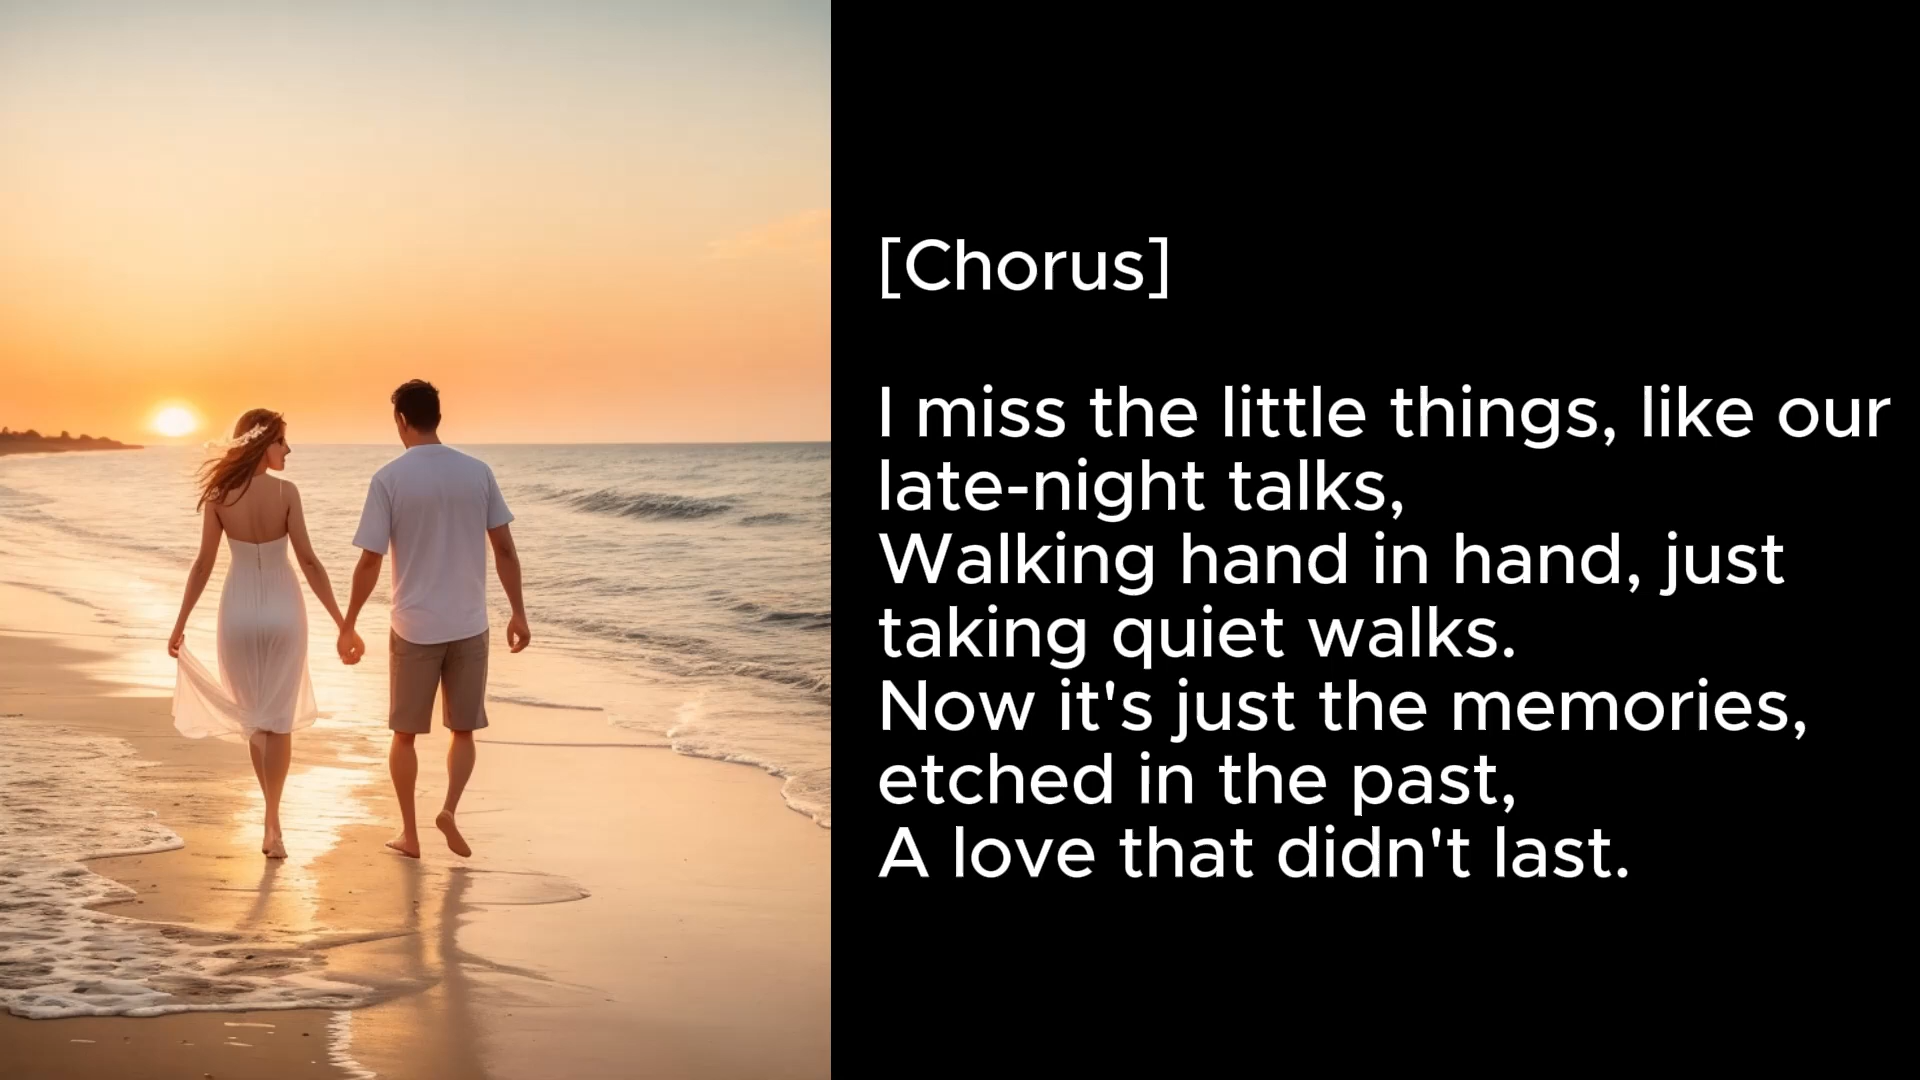 [Chorus]
I miss the little things, like our
late-night talks,
Walking hand in hand, just
taking quiet walks.
Now it's just the memories,
etched in the past,
A love that didn't last.